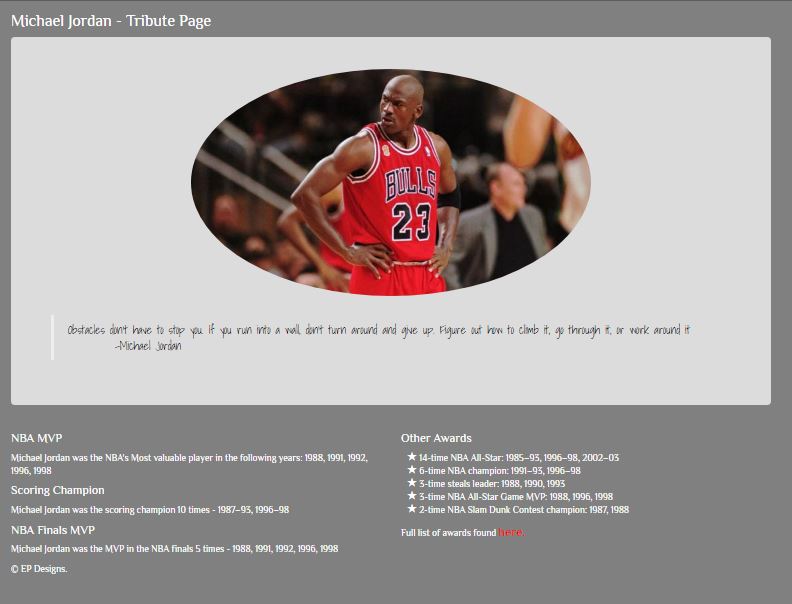 Michael Jordan - Tribute Page
BULLS
23
Obstacles don't have to stop you. If you run into a wall, don't turn around and give up. Figure out how to climb it, go through it, or work around it
-Michael Jordan
NBA MVP
Michael Jordan was the NBA's Most valuable player in the following years: 1988, 1991, 1992,
1996, 1998
Scoring Champion
Michael Jordan was the scoring champion 10 times - 1987–93, 1996–98
NBA Finals MVP
Michael Jordan was the MVP in the NBA finals 5 times - 1988, 1991, 1992, 1996, 1998
© EP Designs.
Other Awards
★ 14-time NBA All-Star: 1985–93, 1996–98, 2002–03
★ 6-time NBA champion: 1991–93, 1996–98
★ 3-time steals leader: 1988, 1990, 1993
★ 3-time NBA All-Star Game MVP: 1988, 1996, 1998
★ 2-time NBA Slam Dunk Contest champion: 1987, 1988
Full list of awards found here.